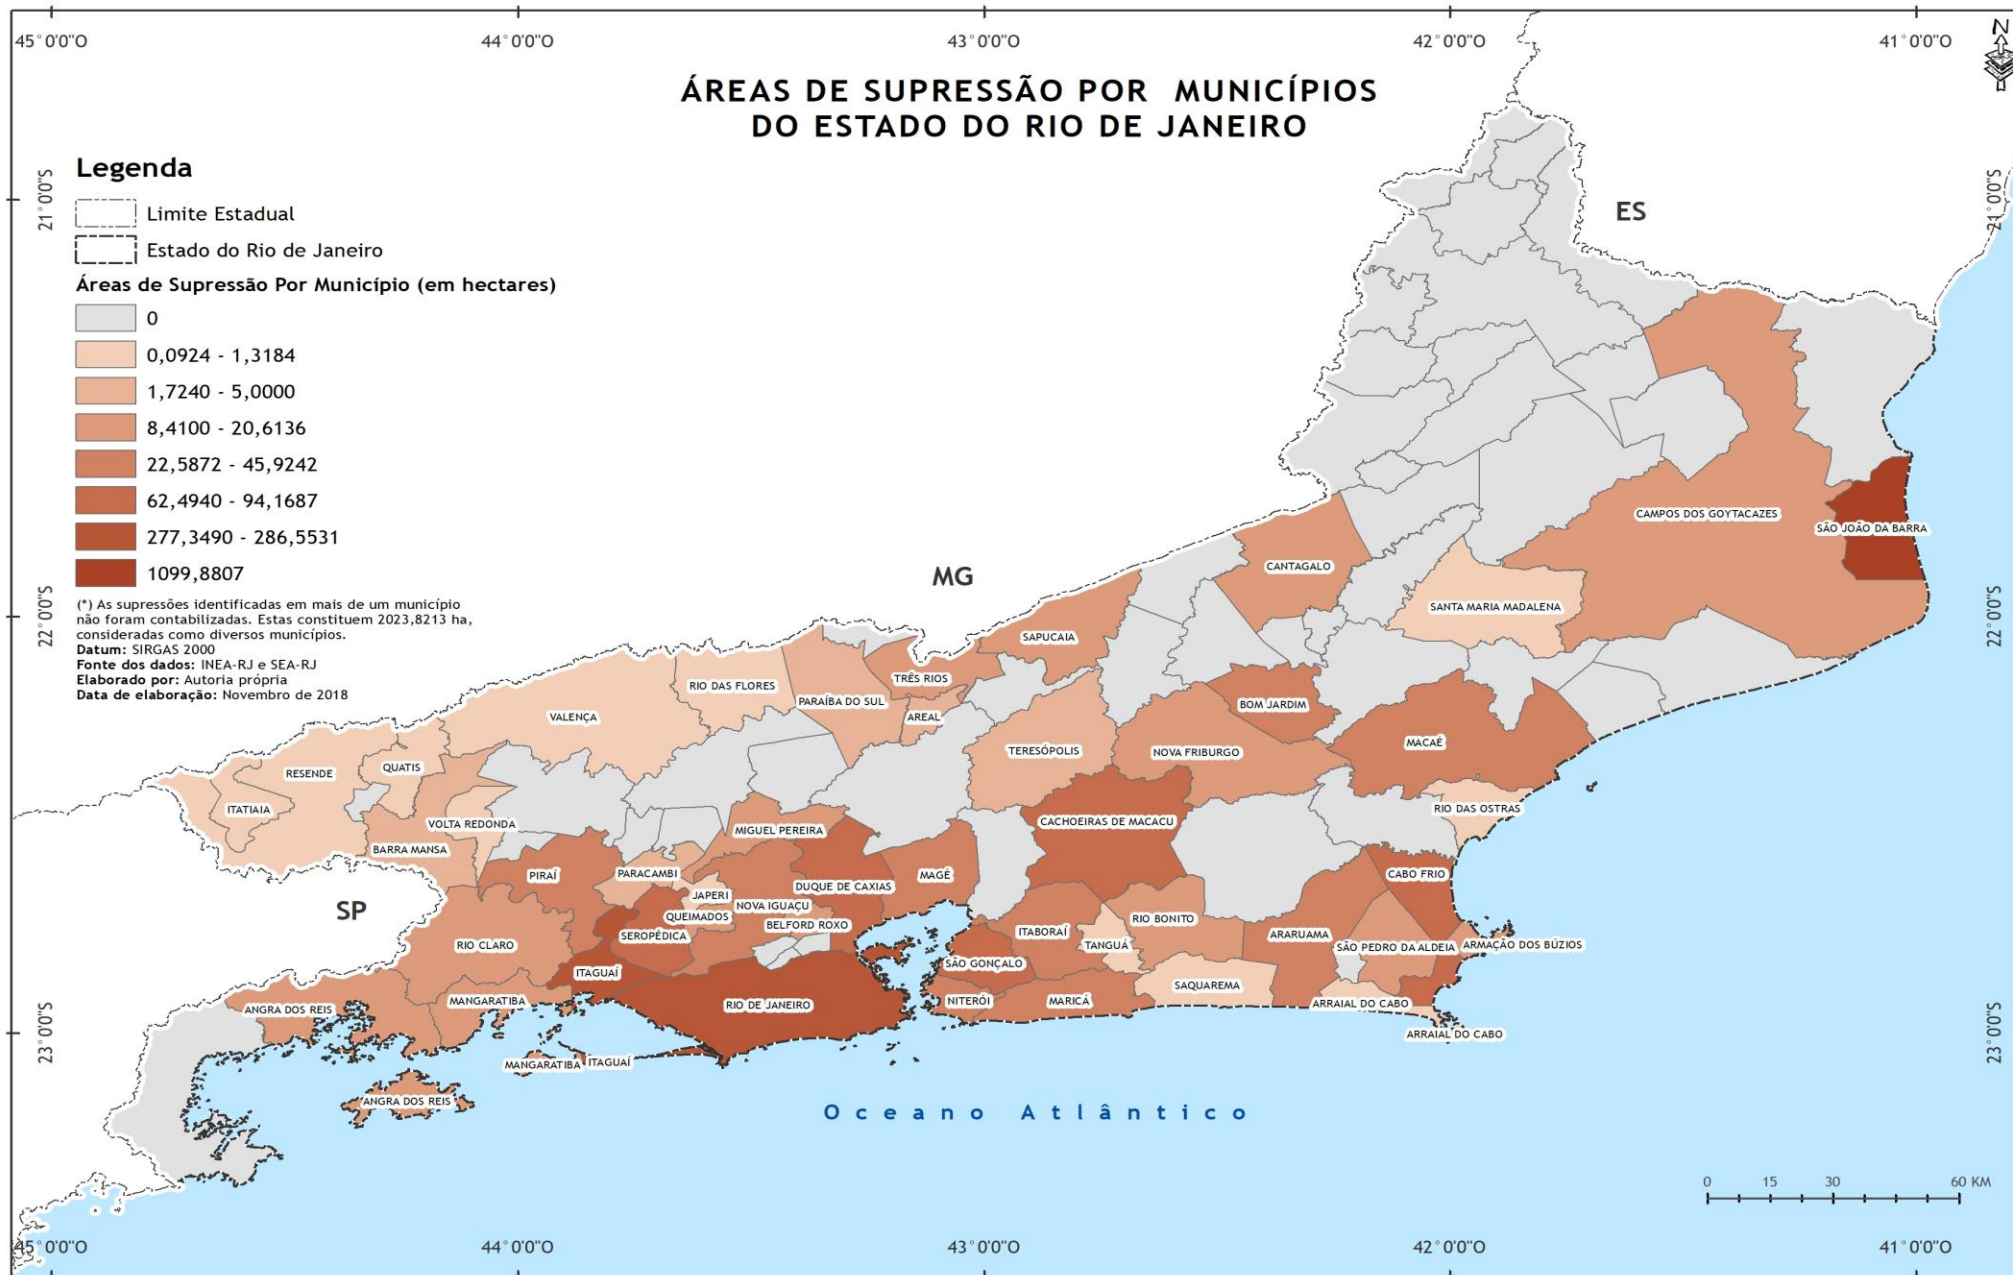 45°0'0"O
44°0'0"O
43°0'0"O
42°0'0"O
41°0'0"O
N
ÁREAS DE SUPRESSÃO POR MUNICÍPIOS
DO ESTADO DO RIO DE JANEIRO
Legenda
Limite Estadual
Estado do Rio de Janeiro
Áreas de Supressão Por Município (em hectares)
0
0,0924 - 1,3184
1,7240 - 5,0000
8,4100 - 20,6136
22,5872 - 45,9242
62,4940 - 94,1687
277,3490 - 286,5531
1099,8807
(*) As supressões identificadas em mais de um município
não foram contabilizadas. Estas constituem 2023,8213 ha,
consideradas como diversos municípios.
Datum: SIRGAS 2000
Fonte dos dados: INEA-RJ e SEA-RJ
Elaborado por: Autoria própria
Data de elaboração: Novembro de 2018
21°0'0"S
22°0'0"S
23°0'0"S
21°0'0"S
22°0'0"S
23°0'0"S
ES
MG
SP
CAMPOS DOS GOYTACAZES
SÃO JOÃO DA BARRA
CANTAGALO
SANTA MARIA MADALENA
SAPUCAIA
TRÊS RIOS
RIO DAS FLORES
PARAÍBA DO SUL
AREAL
VALENÇA
BOM JARDIM
MACAÉ
TERESÓPOLIS
NOVA FRIBURGO
RESENDE
QUATIS
ITATIAIA
VOLTA REDONDA
BARRA MANSA
MIGUEL PEREIRA
CACHOEIRAS DE MACACU
RIO DAS OSTRAS
PIRAÍ
PARACAMBI
JAPERI
DUQUE DE CAXIAS
MAGÉ
CABO FRIO
NOVA IGUAÇU
QUEIMADOS
BELFORD ROXO
SEROPÉDICA
RIO CLARO
ITABORAÍ
TANGUÁ
RIO BONITO
ARARUAMA
SÃO PEDRO DA ALDEIA
ARMAÇÃO DOS BÚZIOS
SÃO GONÇALO
ITAGUAÍ
SAQUAREMA
NITERÓI
MARICÁ
RIO DE JANEIRO
ARRAIAL DO CABO
ARRAIAL DO CABO
ANGRA DOS REIS
MANGARATIBA
MANGARATIBA
ITAGUAÍ
ANGRA DOS REIS
Oceano Atlântico
0 15 30 60 KM
45°0'0"O
44°0'0"O
43°0'0"O
42°0'0"O
41°0'0"O